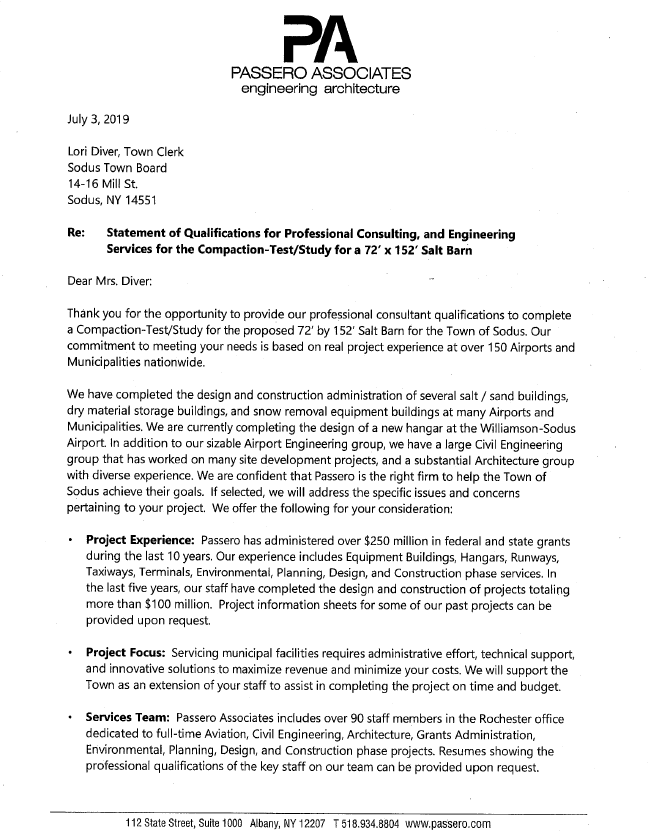 PA
PASSERO ASSOCIATES
engineering architecture
July 3, 2019
Lori Diver, Town Clerk
Sodus Town Board
14-16 Mill St.
Sodus, NY 14551
Re: Statement of Qualifications for Professional Consulting, and Engineering
Services for the Compaction-Test/Study for a 72’ x 152’ Salt Barn
Dear Mrs. Diver:
Thank you for the opportunity to provide our professional consultant qualifications to complete
a Compaction-Test/Study for the proposed 72’ by 152’ Salt Barn for the Town of Sodus. Our
commitment to meeting your needs is based on real project experience at over 150 Airports and
Municipalities nationwide.
We have completed the design and construction administration of several salt / sand buildings,
dry material storage buildings, and snow removal equipment buildings at many Airports and
Municipalities. We are currently completing the design of a new hangar at the Williamson-Sodus
Airport. In addition to our sizable Airport Engineering group, we have a large Civil Engineering
group that has worked on many site development projects, and a substantial Architecture group
with diverse experience. We are confident that Passero is the right firm to help the Town of
Sodus achieve their goals. If selected, we will address the specific issues and concerns
pertaining to your project. We offer the following for your consideration:
• Project Experience: Passero has administered over $250 million in federal and state grants
during the last 10 years. Our experience includes Equipment Buildings, Hangars, Runways,
Taxiways, Terminals, Environmental, Planning, Design, and Construction phase services. In
the last five years, our staff have completed the design and construction of projects totaling
more than $100 million. Project information sheets for some of our past projects can be
provided upon request.
• Project Focus: Servicing municipal facilities requires administrative effort, technical support,
and innovative solutions to maximize revenue and minimize your costs. We will support the
Town as an extension of your staff to assist in completing the project on time and budget.
• Services Team: Passero Associates includes over 90 staff members in the Rochester office
dedicated to full-time Aviation, Civil Engineering, Architecture, Grants Administration,
Environmental, Planning, Design, and Construction phase projects. Resumes showing the
professional qualifications of the key staff on our team can be provided upon request.
112 State Street, Suite 1000 Albany, NY 12207 T 518.934.8804 www.passero.com